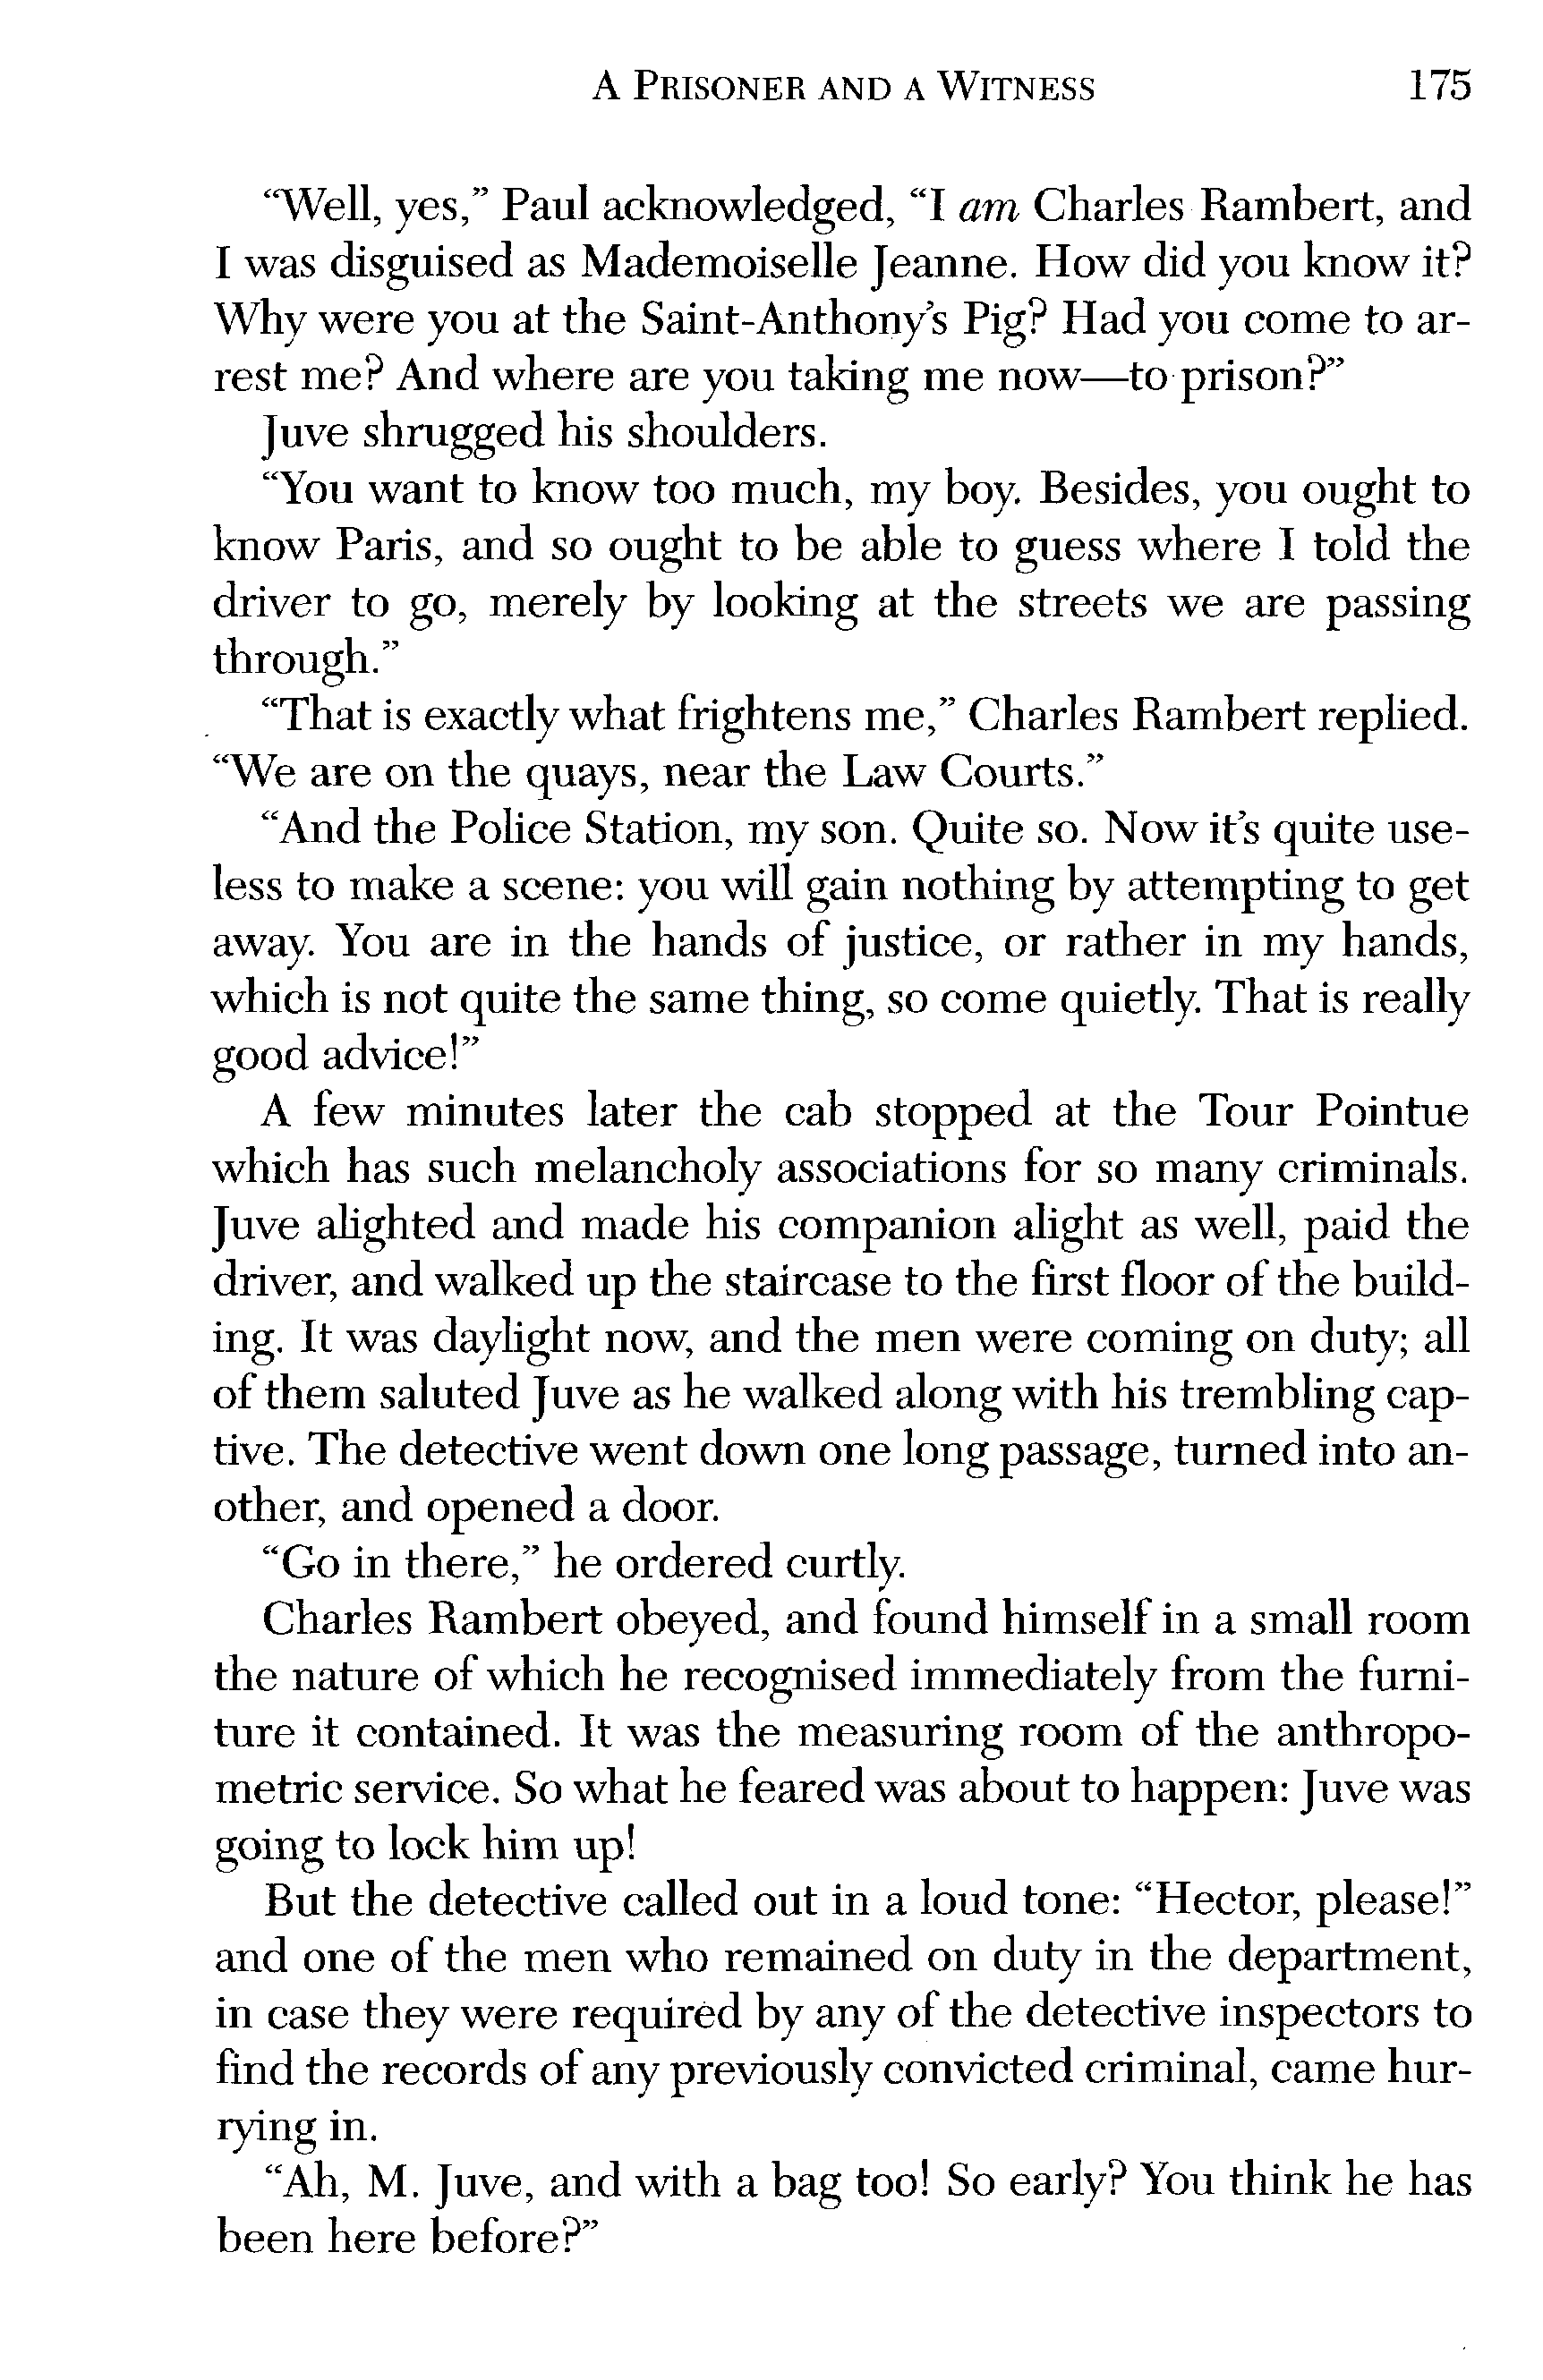 A PRISONER AND A WITNESS 175
“Well, yes,” Paul acknowledged, “I am Charles Rambert, and
I was disguised as Mademoiselle Jeanne. How did you know it?
Why were you at the Saint-Anthony’s Pig? Had you come to ar-
rest me? And where are you taking me now—to prison?”
Juve shrugged his shoulders.
“You want to know too much, my boy. Besides, you ought to
know Paris, and so ought to be able to guess where I told the
driver to go, merely by looking at the streets we are passing
through.”
“That is exactly what frightens me,” Charles Rambert replied.
“We are on the quays, near the Law Courts.”
“And the Police Station, my son. Quite so. Now it’s quite use-
less to make a scene: you will gain nothing by attempting to get
away. You are in the hands of justice, or rather in my hands,
which is not quite the same thing, so come quietly. That is really
good advice!”
A few minutes later the cab stopped at the Tour Pointue
which has such melancholy associations for so many criminals.
Juve alighted and made his companion alight as well, paid the
driver, and walked up the staircase to the first floor of the build-
ing. It was daylight now, and the men were coming on duty; all
of them saluted Juve as he walked along with his trembling cap-
tive. The detective went down one long passage, turned into an-
other, and opened a door.
“Go in there,” he ordered curtly.
Charles Rambert obeyed, and found himself in a small room
the nature of which he recognised immediately from the furni-
ture it contained. It was the measuring room of the anthropo-
metric service. So what he feared was about to happen: Juve was
going to lock him up!
But the detective called out in a loud tone: “Hector, please!”
and one of the men who remained on duty in the department,
in case they were required by any of the detective inspectors to
find the records of any previously convicted criminal, came hur-
rying in.
“Ah, M. Juve, and with a bag too! So early? You think he has
been here before?”